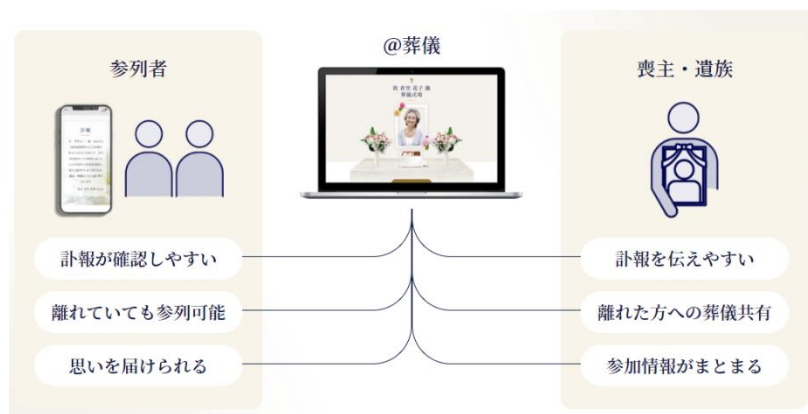 @葬儀
参列者
訃報が確認しやすい
離れていても参列可能
思いを届けられる
喪主・遺族
訃報を伝えやすい
離れた方への葬儀共有
参加情報がまとまる